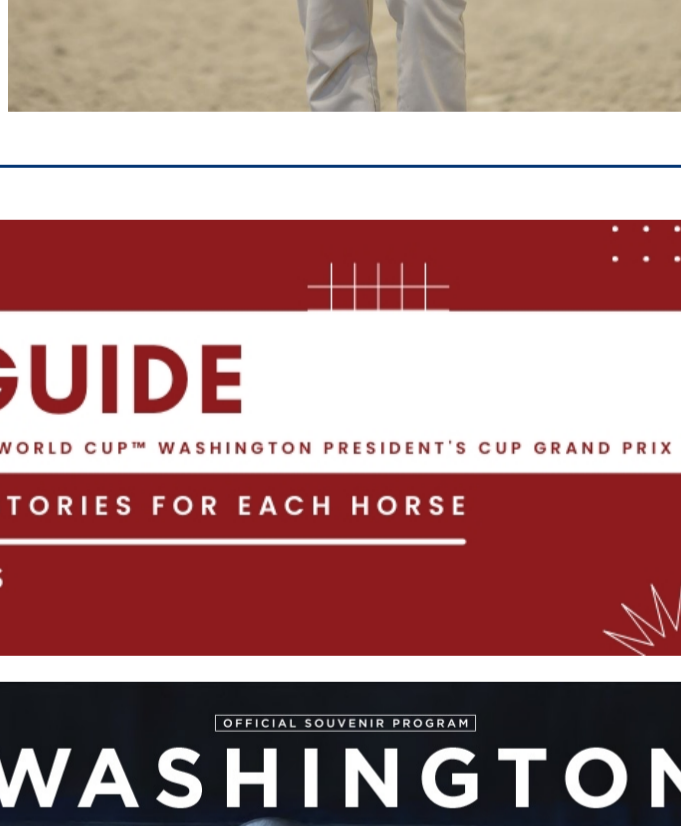 GUIDE
WORLD CUP™ WASHINGTON PRESIDENT'S CUP GRAND PRIX
TORIES FOR EACH HORSE
S
OFFICIAL SOUVENIR PROGRAM
WASHINGTON